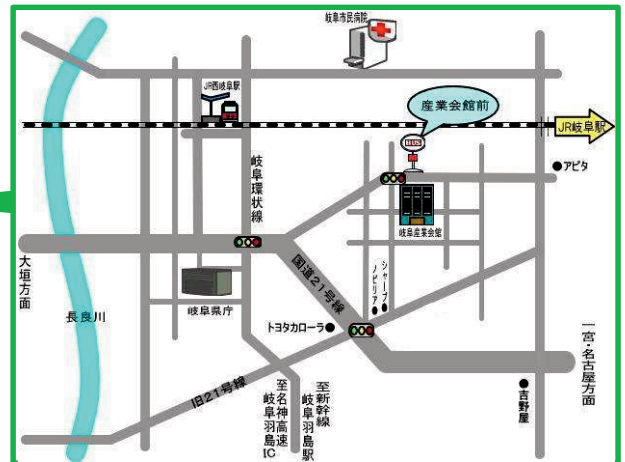 岐阜市民病院
JR西岐阜駅
産業会館前
BUS
JR岐阜駅
アピタ
岐阜環状線
岐阜産業会館
大垣方面
国道21号線
シャープ
ノビリア
長良川
岐阜県庁
トヨタカローラ
一宮・名古屋方面
旧21号線
至新幹線
岐阜羽島駅
至名神高速
岐阜羽島IC
吉野屋